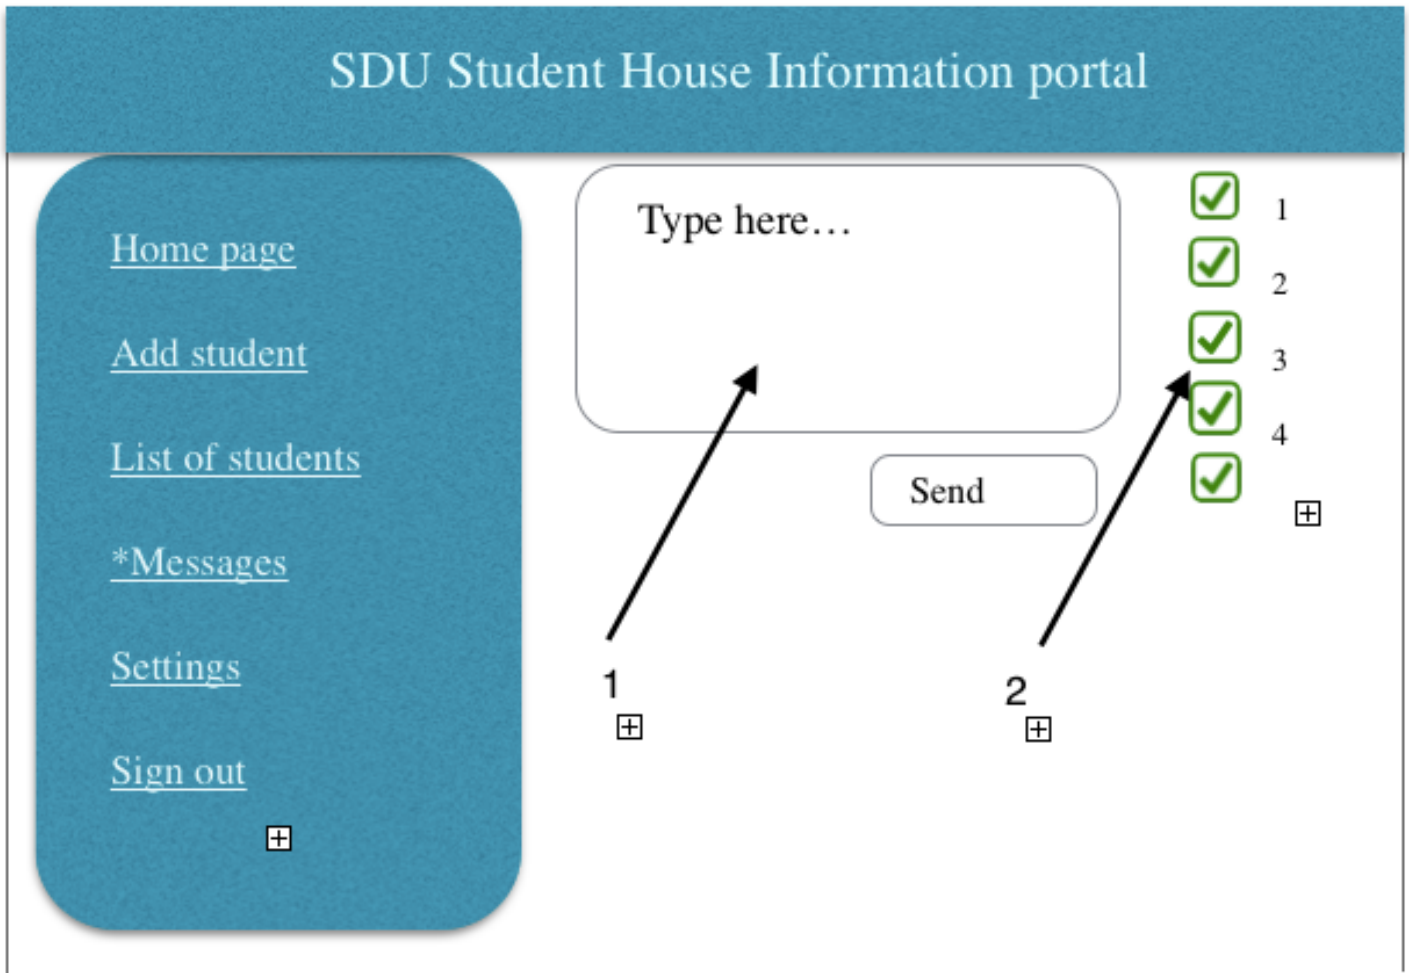 SDU Student House Information portal
Home page
Add student
List of students
*Messages
Settings
Sign out
Type here...
Send
1
2
3
4
1
2